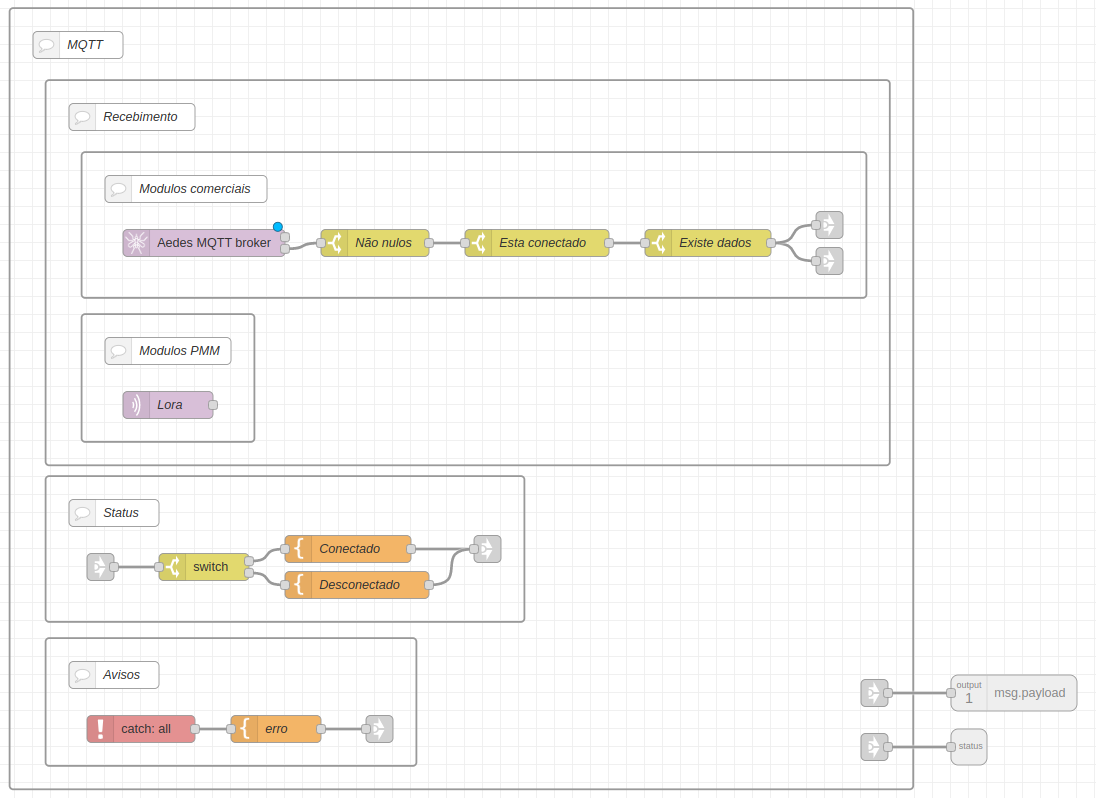 MQTT
Recebimento
Modulos comerciais
Aedes MQTT broker
Não nulos
Esta conectado
Existe dados
Modulos PMM
Lora
Status
switch
Conectado
Desconectado
Avisos
catch: all
erro
output
1
msg.payload
status